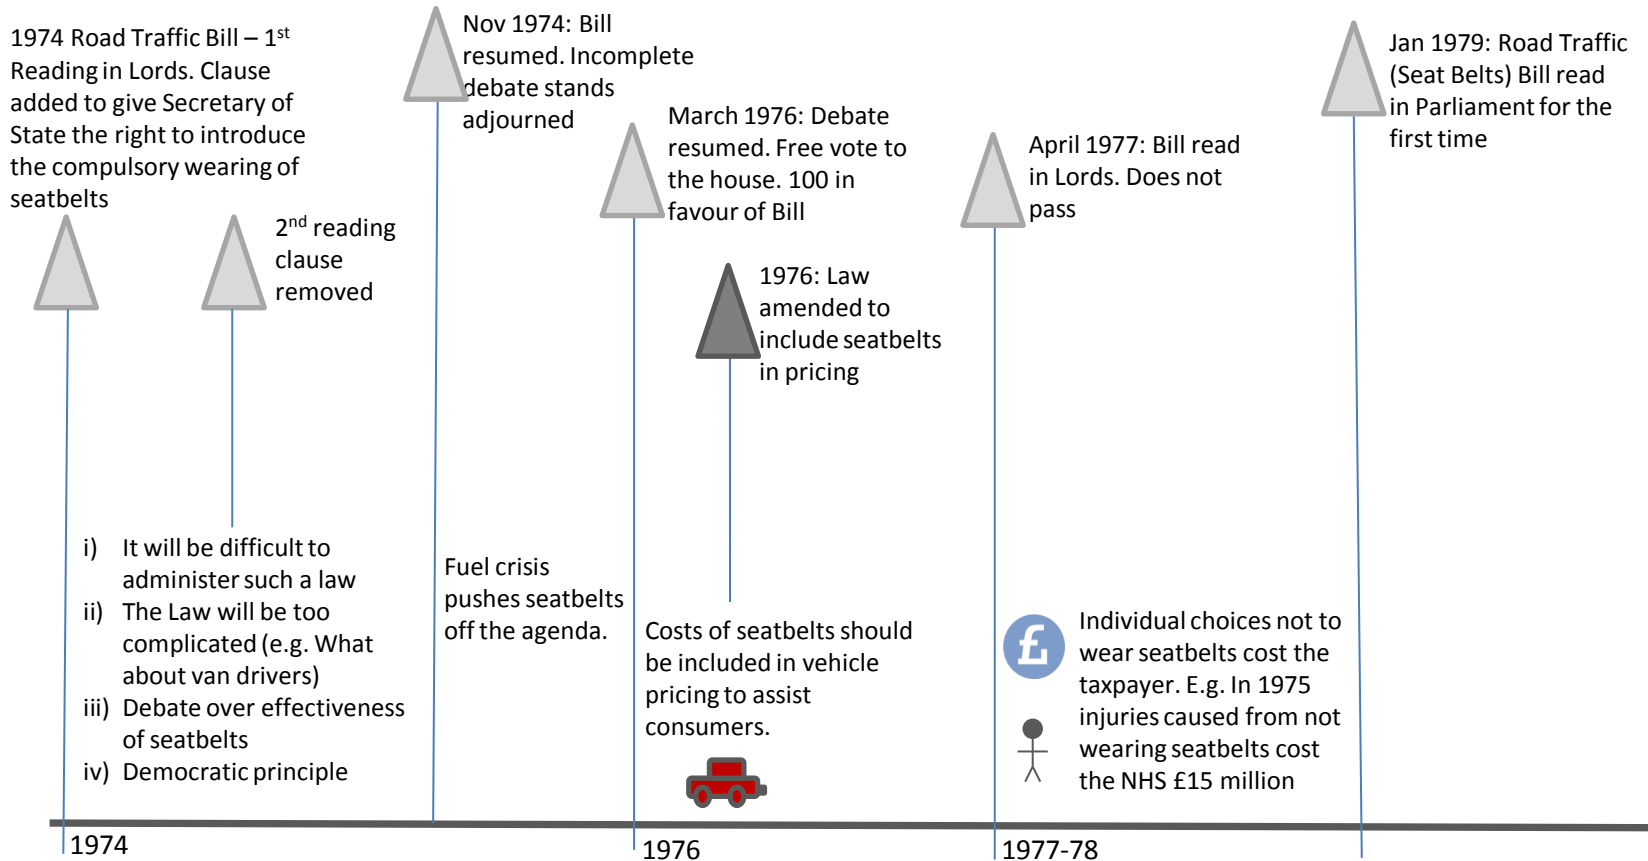 1974 Road Traffic Bill – 1st
Reading in Lords. Clause
added to give Secretary of
State the right to introduce
the compulsory wearing of
seatbelts
2nd reading
clause
removed
Nov 1974: Bill
resumed. Incomplete
debate stands
adjourned
March 1976: Debate
resumed. Free vote to
the house. 100 in
favour of Bill
1976: Law
amended to
include seatbelts
in pricing
April 1977: Bill read
in Lords. Does not
pass
Jan 1979: Road Traffic
(Seat Belts) Bill read
in Parliament for the
first time
i) It will be difficult to
administer such a law
ii) The Law will be too
complicated (e.g. What
about van drivers)
iii) Debate over effectiveness
of seatbelts
iv) Democratic principle
Fuel crisis
pushes seatbelts
off the agenda.
Costs of seatbelts should
be included in vehicle
pricing to assist
consumers.
£
Individual choices not to
wear seatbelts cost the
taxpayer. E.g. In 1975
injuries caused from not
wearing seatbelts cost
the NHS £15 million
1974
1976
1977-78